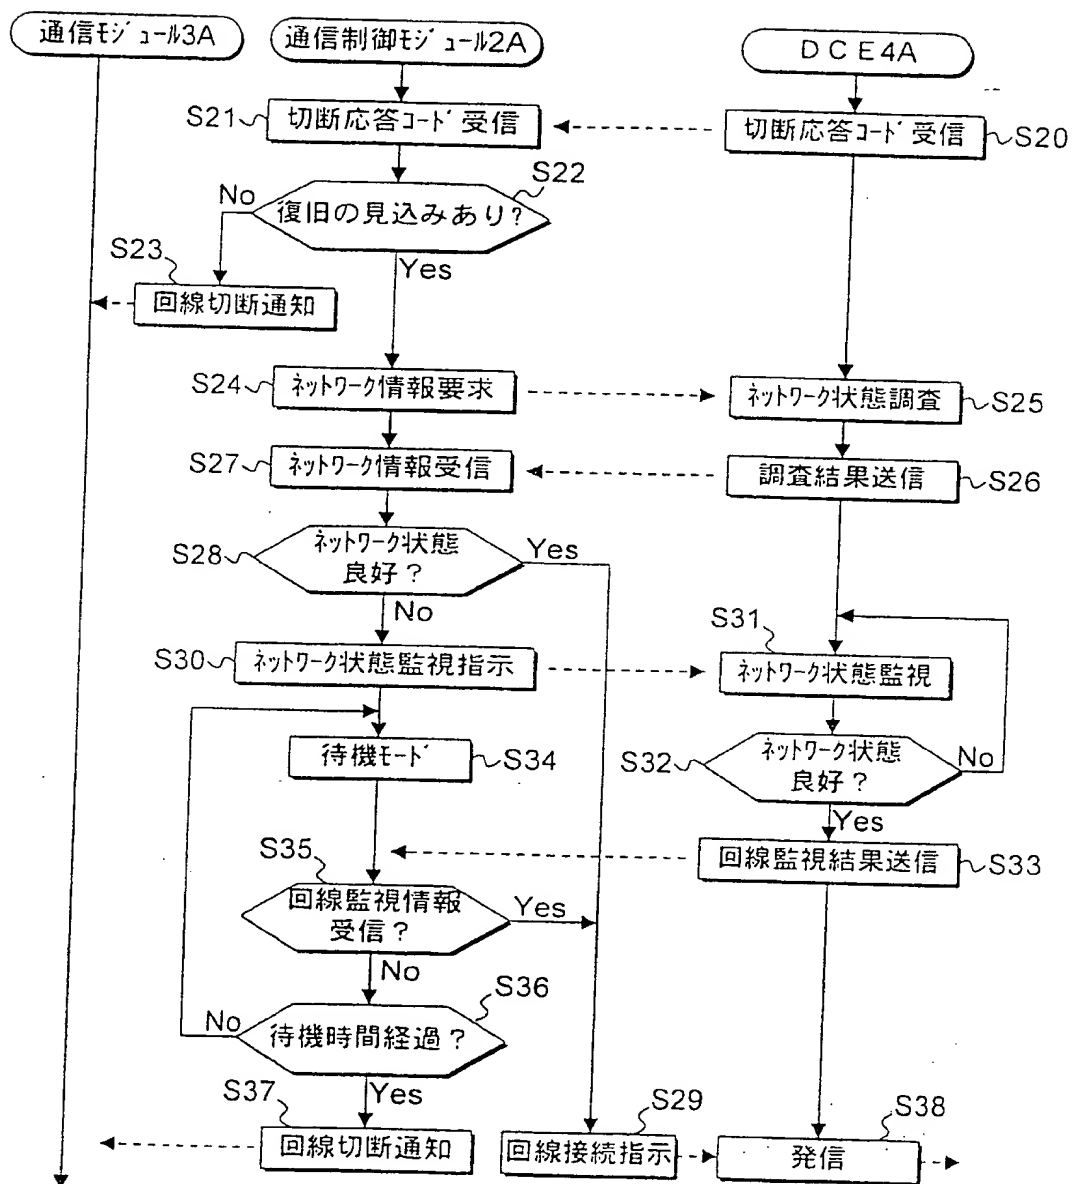 通信ﾓｼﾞｭｰﾙ3A
通信制御ﾓｼﾞｭｰﾙ2A
DCE4A
S21
切断応答ｺｰﾄﾞ受信
切断応答ｺｰﾄﾞ受信
S20
S22
No
復旧の見込みあり?
S23
Yes
回線切断通知
S24
ﾈｯﾄﾜｰｸ情報要求
ﾈｯﾄﾜｰｸ状態調査
S25
S27
ﾈｯﾄﾜｰｸ情報受信
調査結果送信
S26
S28
ﾈｯﾄﾜｰｸ状態
良好?
Yes
No
S31
S30
ﾈｯﾄﾜｰｸ状態監視指示
ﾈｯﾄﾜｰｸ状態監視
待機ﾓｰﾄﾞ
S34
S32
ﾈｯﾄﾜｰｸ状態
良好?
No
Yes
S35
回線監視結果送信
S33
回線監視情報
受信?
Yes
No
S36
No
待機時間経過?
Yes
S37
回線切断通知
S29
回線接続指示
S38
発信